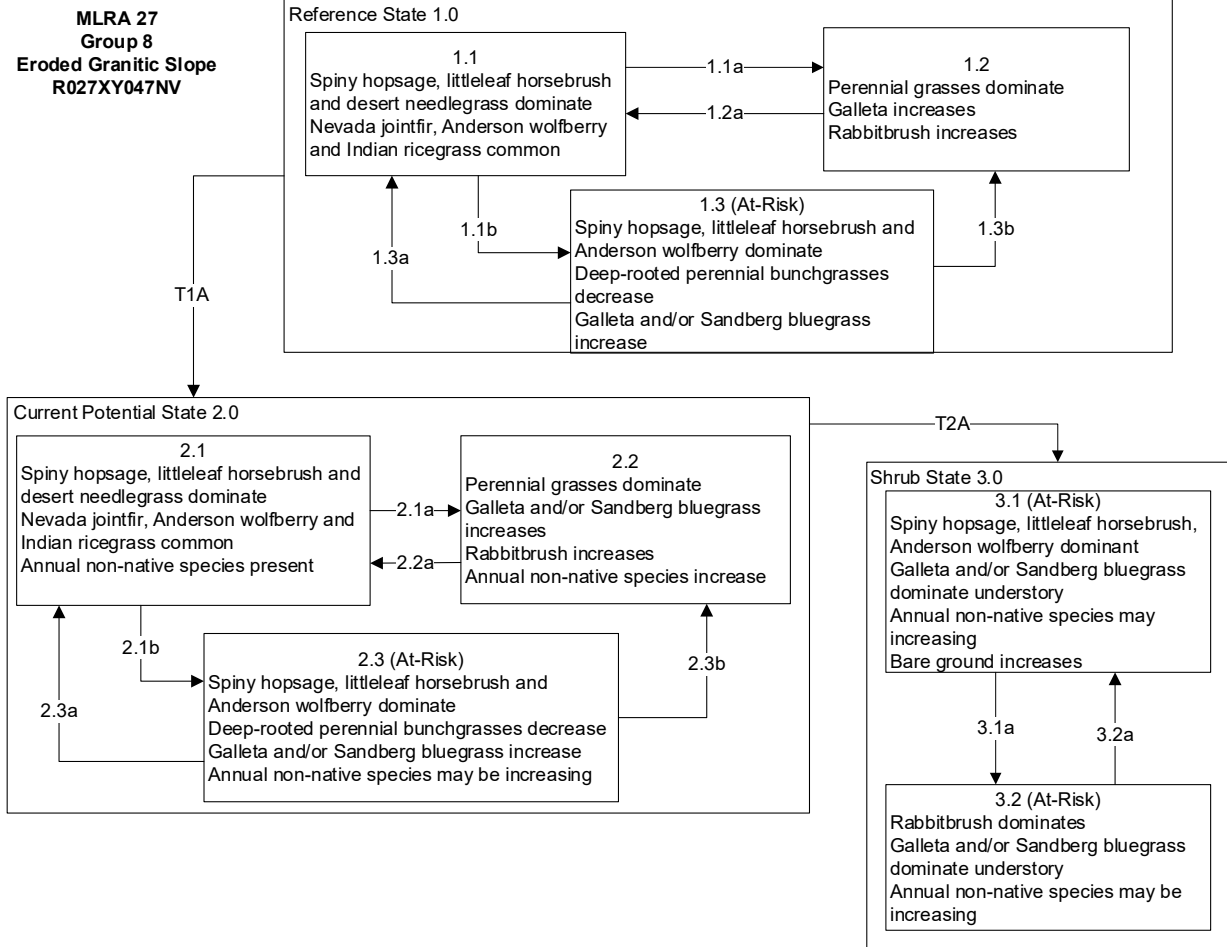 MLRA 27
Group 8
Eroded Granitic Slope
R027XY047NV
Reference State 1.0
1.1
Spiny hopsage, littleleaf horsebrush
and desert needlegrass dominate
Nevada jointfir, Anderson wolfberry
and Indian ricegrass common
1.1a
1.2a
1.2
Perennial grasses dominate
Galleta increases
Rabbitbrush increases
1.1b
1.3a
1.3 (At-Risk)
Spiny hopsage, littleleaf horsebrush and
Anderson wolfberry dominate
Deep-rooted perennial bunchgrasses
decrease
Galleta and/or Sandberg bluegrass
increase
1.3b
T1A
Current Potential State 2.0
2.1
Spiny hopsage, littleleaf horsebrush and
desert needlegrass dominate
Nevada jointfir, Anderson wolfberry and
Indian ricegrass common
Annual non-native species present
2.1a
2.2a
2.2
Perennial grasses dominate
Galleta and/or Sandberg bluegrass
increases
Rabbitbrush increases
Annual non-native species increase
2.1b
2.3a
2.3 (At-Risk)
Spiny hopsage, littleleaf horsebrush and
Anderson wolfberry dominate
Deep-rooted perennial bunchgrasses decrease
Galleta and/or Sandberg bluegrass increase
Annual non-native species may be increasing
2.3b
T2A
Shrub State 3.0
3.1 (At-Risk)
Spiny hopsage, littleleaf horsebrush,
Anderson wolfberry dominant
Galleta and/or Sandberg bluegrass
dominate understory
Annual non-native species may
increasing
Bare ground increases
3.1a
3.2a
3.2 (At-Risk)
Rabbitbrush dominates
Galleta and/or Sandberg bluegrass
dominate understory
Annual non-native species may be
increasing